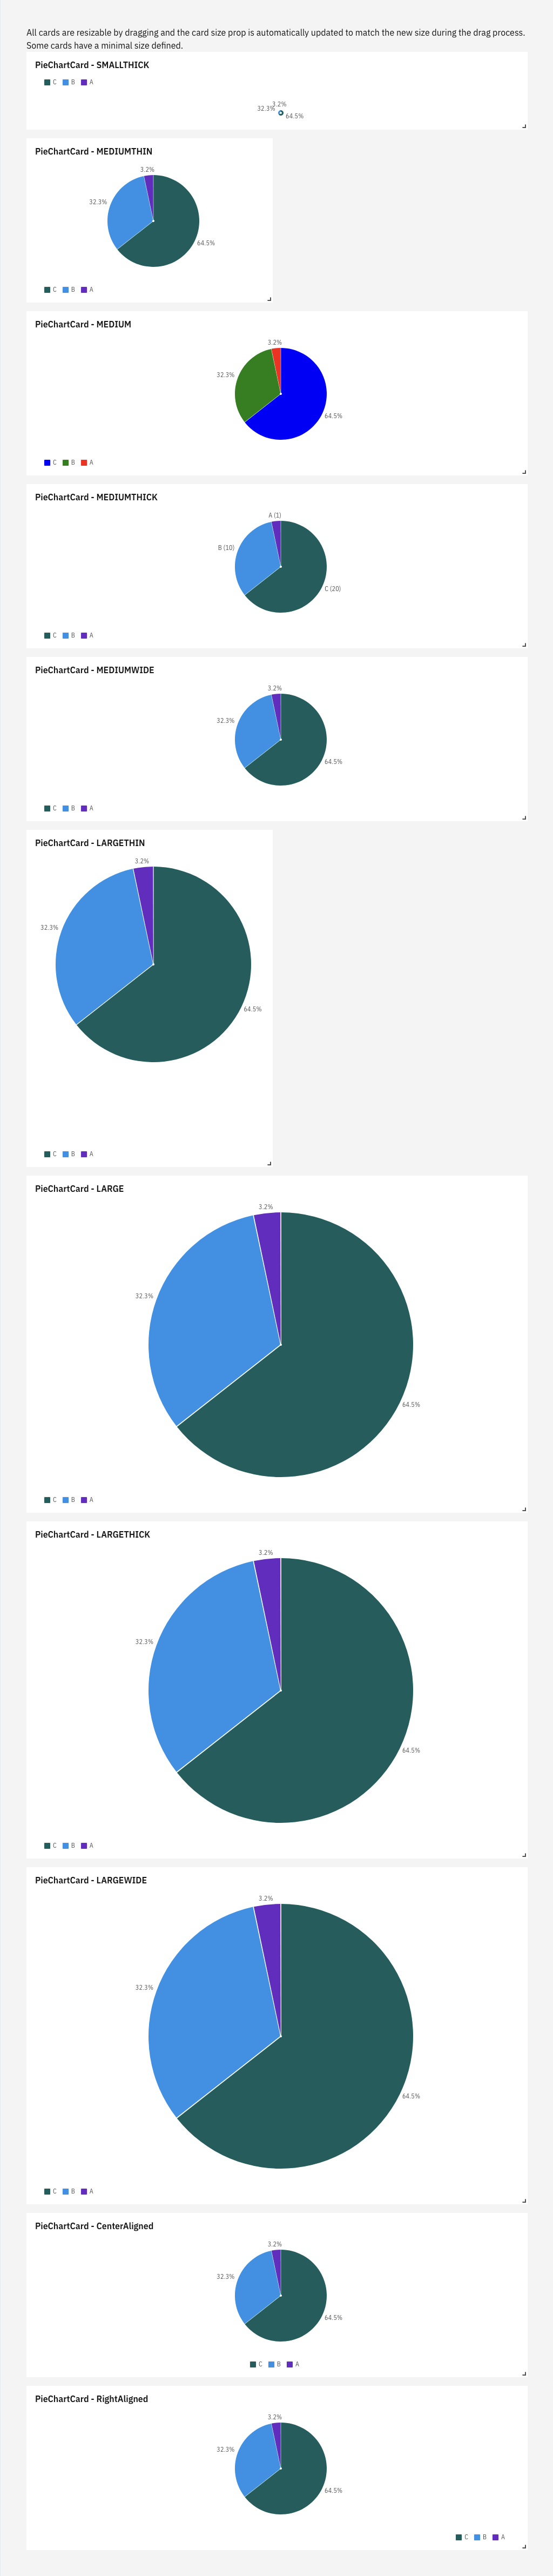 All cards are resizable by dragging and the card size prop is automatically updated to match the new size during the drag process.
Some cards have a minimal size defined.
PieChartCard - SMALLTHICK
C B A
3.2%
32.3%
64.5%
PieChartCard - MEDIUMTHIN
3.2%
32.3%
64.5%
C B A
PieChartCard - MEDIUM
3.2%
32.3%
64.5%
C B A
PieChartCard - MEDIUMTHICK
A (1)
B (10)
C (20)
C B A
PieChartCard - MEDIUMWIDE
3.2%
32.3%
64.5%
C B A
PieChartCard - LARGETHIN
3.2%
32.3%
64.5%
C B A
PieChartCard - LARGE
3.2%
32.3%
64.5%
C B A
PieChartCard - LARGETHICK
3.2%
32.3%
64.5%
C B A
PieChartCard - LARGEWIDE
3.2%
32.3%
64.5%
C B A
PieChartCard - CenterAligned
3.2%
32.3%
64.5%
C B A
PieChartCard - RightAligned
3.2%
32.3%
64.5%
C B A